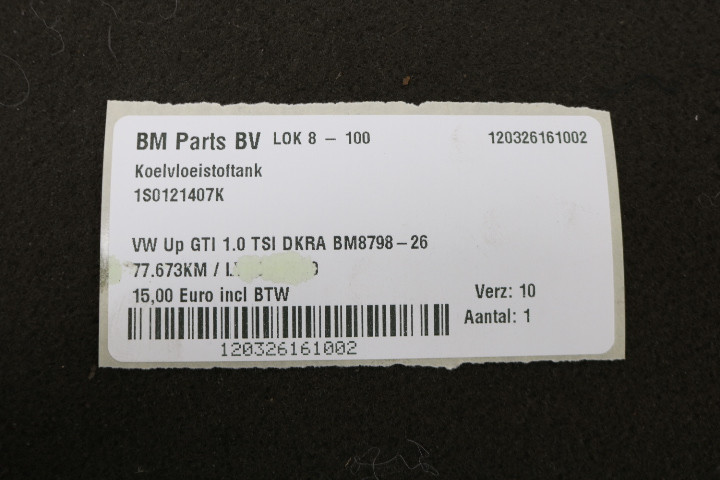 BM Parts BV LOK 8 - 100 120326161002
Koelvloeistoftank
1S0121407K
VW Up GTI 1.0 TSI DKRA BM8798-26
77.673KM /
15,00 Euro incl BTW
Verz: 10
Aantal: 1
120326161002